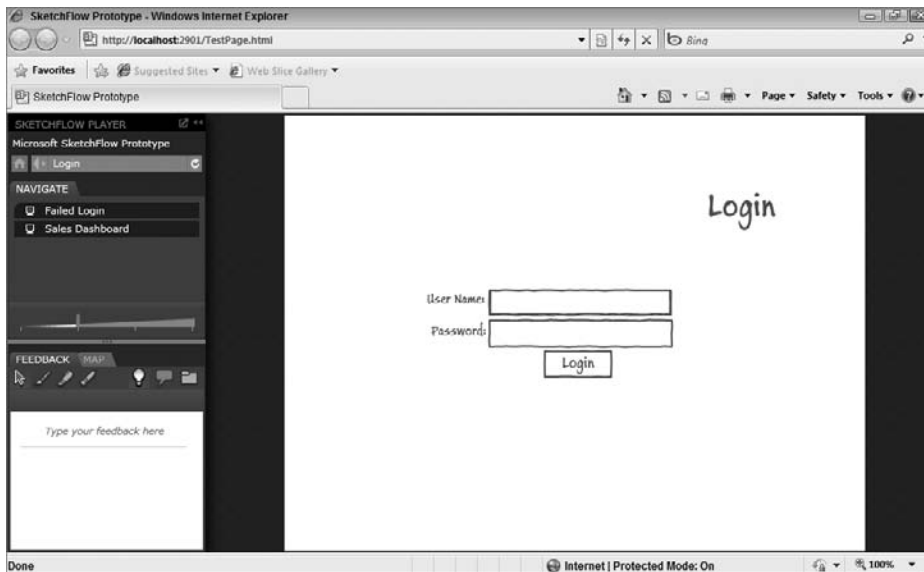 SketchFlow Prototype - Windows Internet Explorer
http://localhost:2901/TestPage.html
Bing
Favorites
Suggested Sites
Web Slice Gallery
SketchFlow Prototype
Page
Safety
Tools
SKETCHFLOW PLAYER
Microsoft SketchFlow Prototype
Login
NAVIGATE
Failed Login
Sales Dashboard
FEEDBACK
MAP
Type your feedback here
Login
User Name:
Password:
Login
Done
Internet | Protected Mode: On
100%